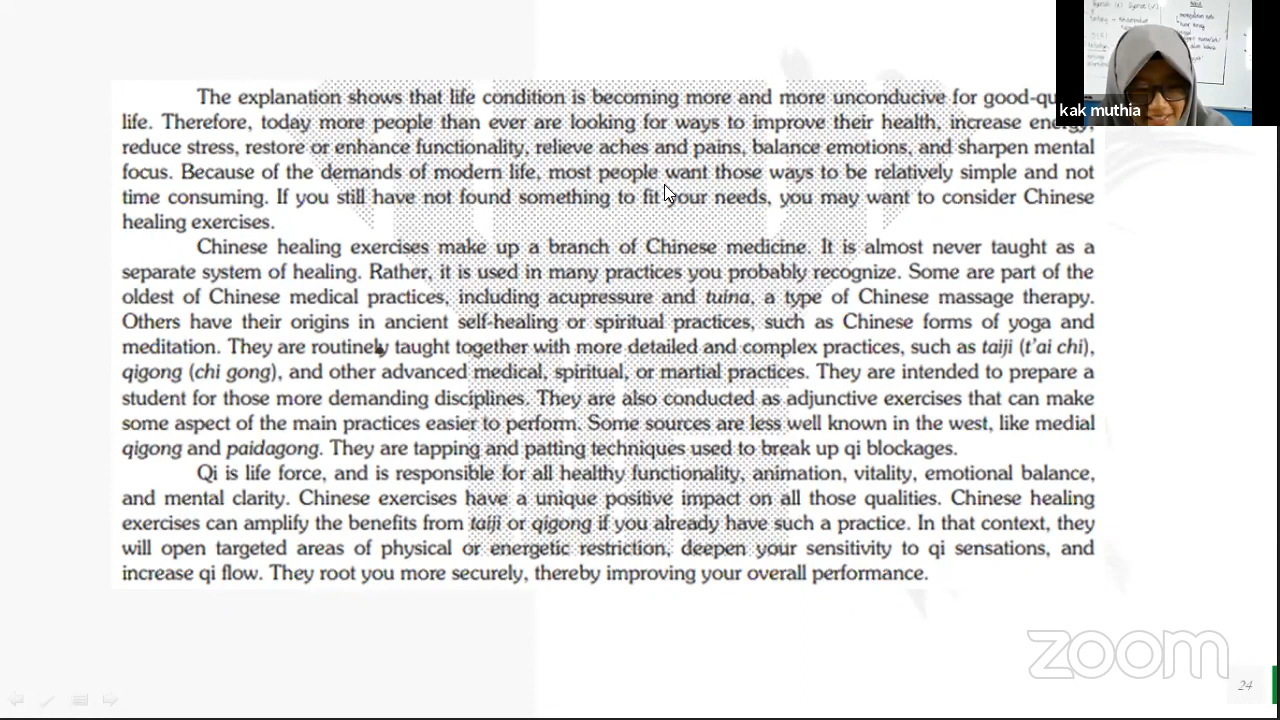 The explanation shows that life condition is becoming more and more unconducive for good-qu
life. Therefore, today more people than ever are looking for ways to improve their health, increase energy,
reduce stress, restore or enhance functionality, relieve aches and pains, balance emotions, and sharpen mental
focus. Because of the demands of modern life, most people want those ways to be relatively simple and not
time consuming. If you still have not found something to fit your needs, you may want to consider Chinese
healing exercises.
Chinese healing exercises make up a branch of Chinese medicine. It is almost never taught as a
separate system of healing. Rather, it is used in many practices you probably recognize. Some are part of the
oldest of Chinese medical practices, including acupressure and tuina, a type of Chinese massage therapy.
Others have their origins in ancient self-healing or spiritual practices, such as Chinese forms of yoga and
meditation. They are routinely taught together with more detailed and complex practices, such as taiji (t'ai chi),
qigong (chi gong), and other advanced medical, spiritual, or martial practices. They are intended to prepare a
student for those more demanding disciplines. They are also conducted as adjunctive exercises that can make
some aspect of the main practices easier to perform. Some sources are less well known in the west, like medial
qigong and paidagong. They are tapping and patting techniques used to break up qi blockages.
Qi is life force, and is responsible for all healthy functionality, animation, vitality, emotional balance,
and mental clarity. Chinese exercises have a unique positive impact on all those qualities. Chinese healing
exercises can amplify the benefits from taiji or qigong if you already have such a practice. In that context, they
will open targeted areas of physical or energetic restriction, deepen your sensitivity to qi sensations, and
increase qi flow. They root you more securely, thereby improving your overall performance.
kak muthia
zoom
24